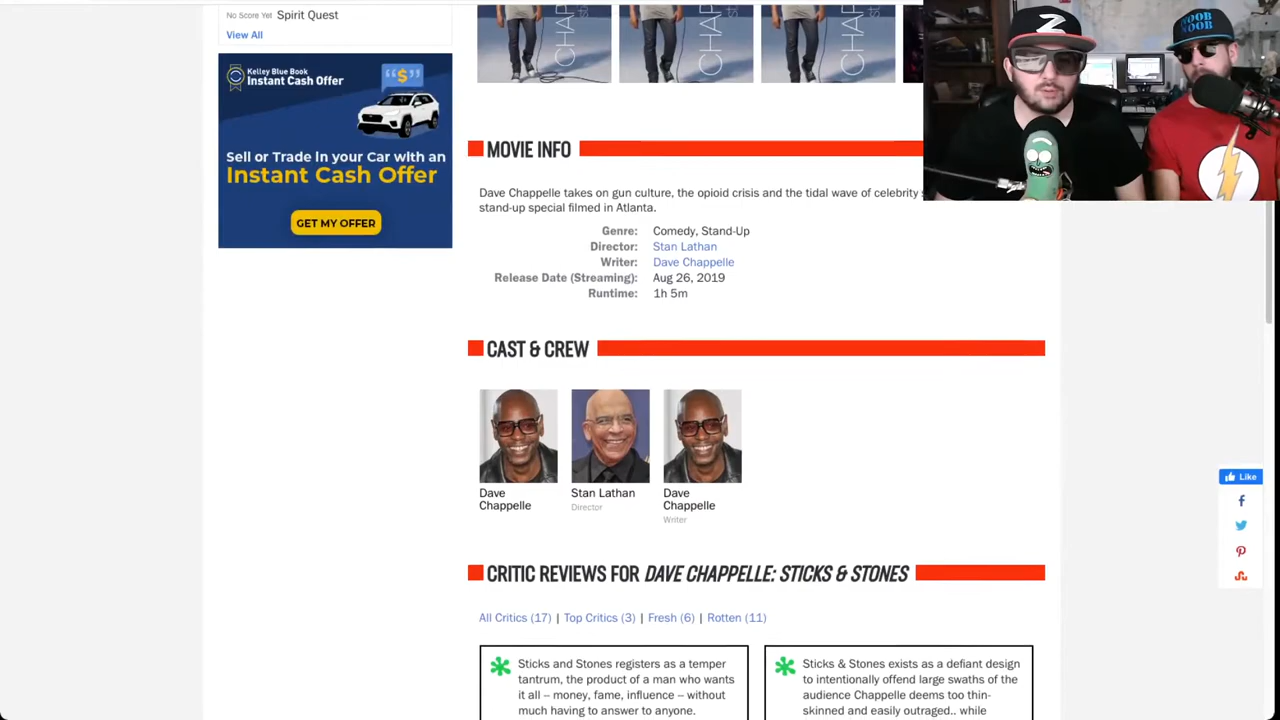 No Score Yet Spirit Quest
View All
Kelley Blue Book
Instant Cash Offer
$
Sell or Trade in your Car with an
Instant Cash Offer
GET MY OFFER
CHAP
CHAP
CHAP
MOVIE INFO
Dave Chappelle takes on gun culture, the opioid crisis and the tidal wave of celebrity
stand-up special filmed in Atlanta.
Genre: Comedy, Stand-Up
Director: Stan Lathan
Writer: Dave Chappelle
Release Date (Streaming): Aug 26, 2019
Runtime: 1h 5m
CAST & CREW
Dave
Chappelle
Stan Lathan
Director
Dave
Chappelle
Writer
CRITIC REVIEWS FOR DAVE CHAPPELLE: STICKS & STONES
All Critics (17) | Top Critics (3) | Fresh (6) | Rotten (11)
Sticks and Stones registers as a temper
tantrum, the product of a man who wants
it all -- money, fame, influence -- without
much having to answer to anyone.
Sticks & Stones exists as a defiant design
to intentionally offend large swaths of the
audience Chappelle deems too thin-
skinned and easily outraged.. while
Like
Z
NOOB
NOOB